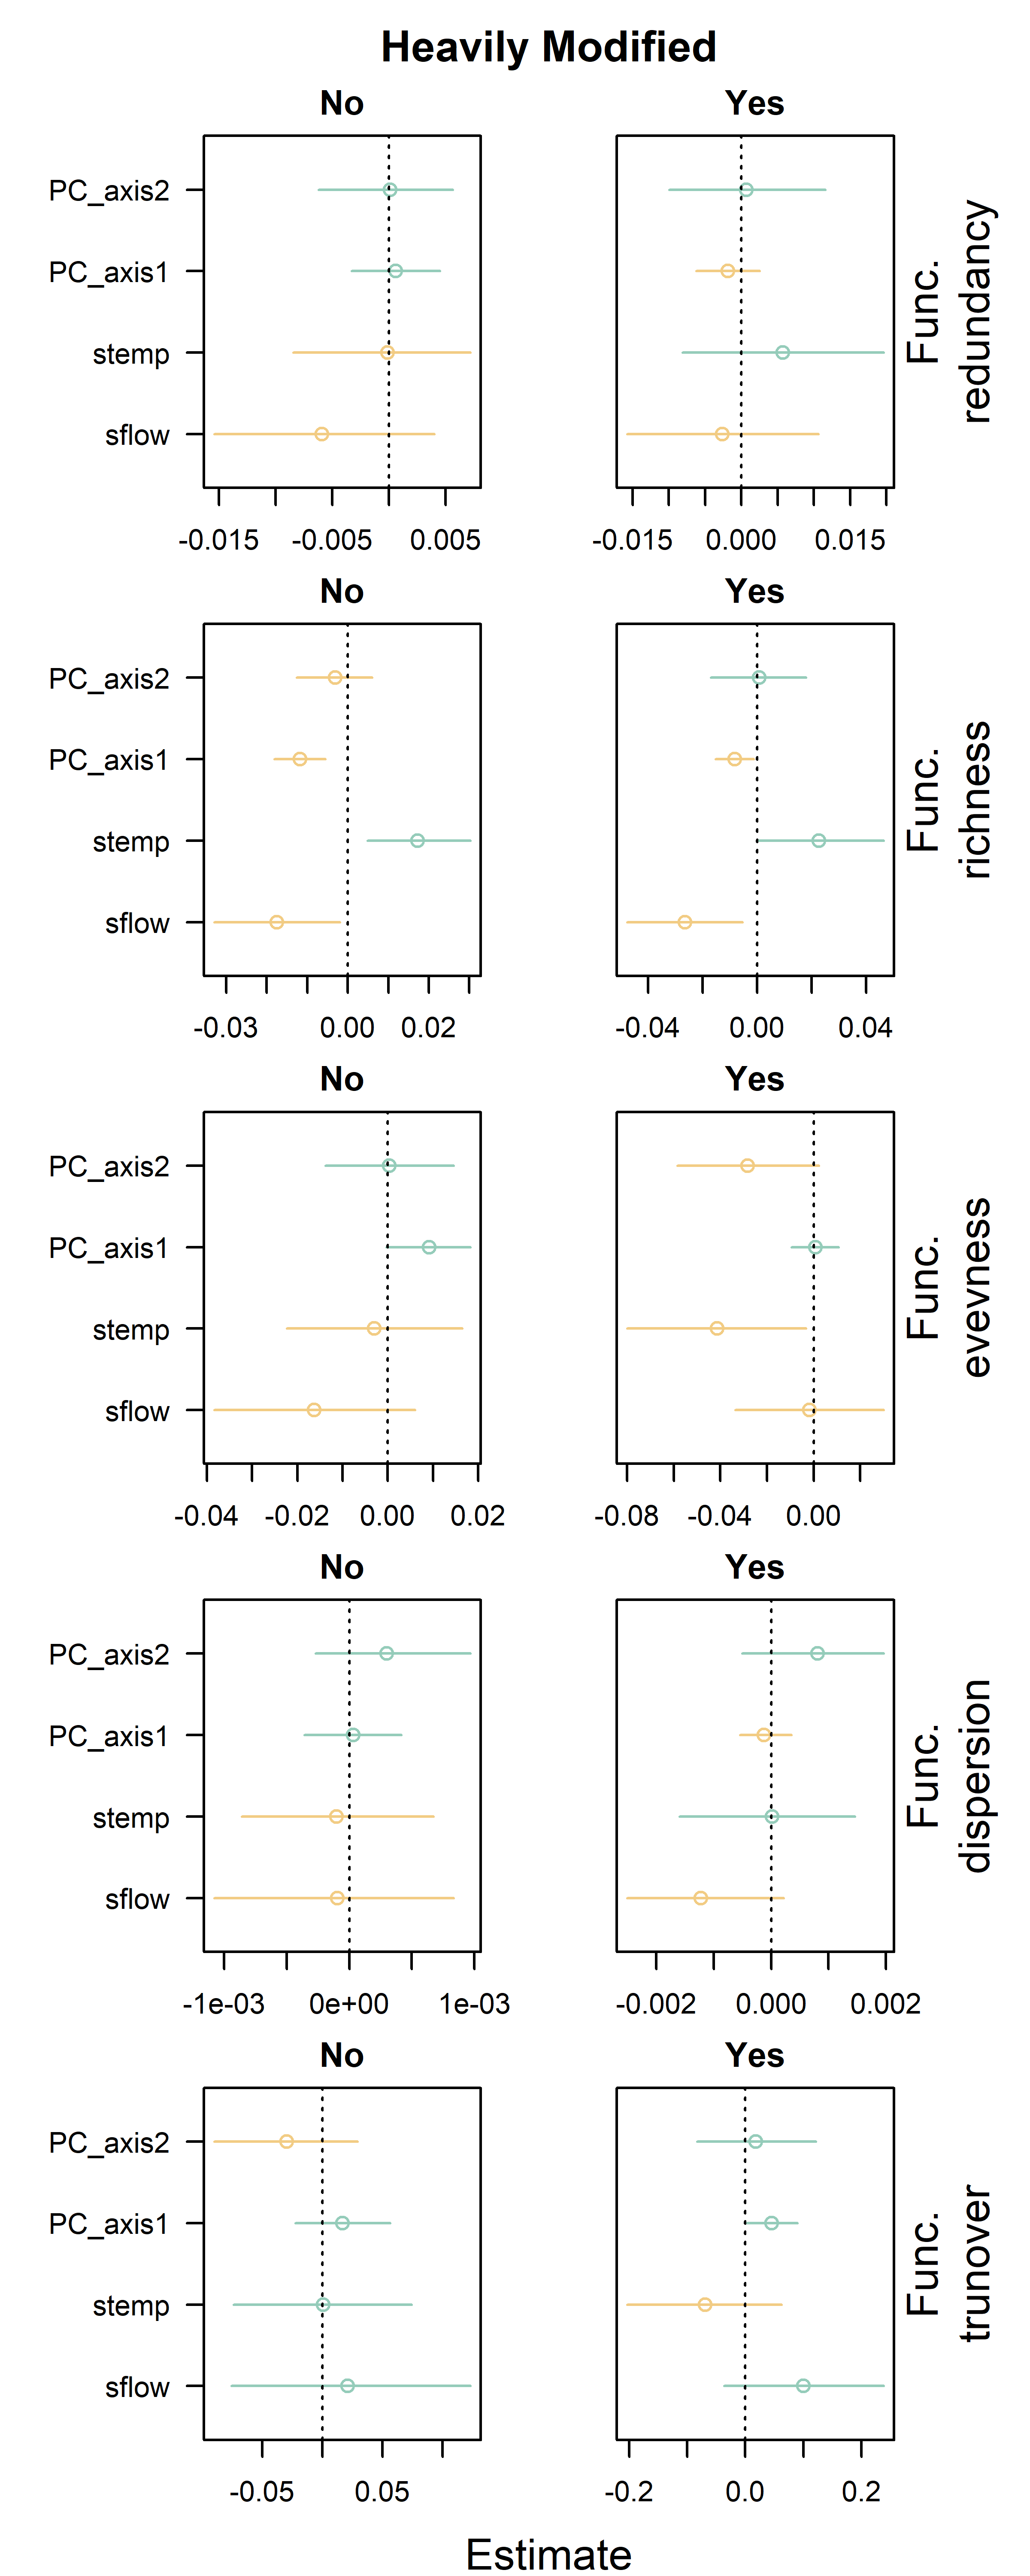 Heavily Modified
No
Yes
PC_axis2
PC_axis1
stemp
sflow
-0.015 -0.005 0.005
-0.015 0.000 0.015
Func.
redundancy
No
Yes
PC_axis2
PC_axis1
stemp
sflow
-0.03 0.00 0.02
-0.04 0.00 0.04
Func.
richness
No
Yes
PC_axis2
PC_axis1
stemp
sflow
-0.04 -0.02 0.00 0.02
-0.08 -0.04 0.00
Func.
evevness
No
Yes
PC_axis2
PC_axis1
stemp
sflow
-1e-03 0e+00 1e-03
-0.002 0.000 0.002
Func.
dispersion
No
Yes
PC_axis2
PC_axis1
stemp
sflow
-0.05 0.05
-0.2 0.0 0.2
Func.
trunover
Estimate